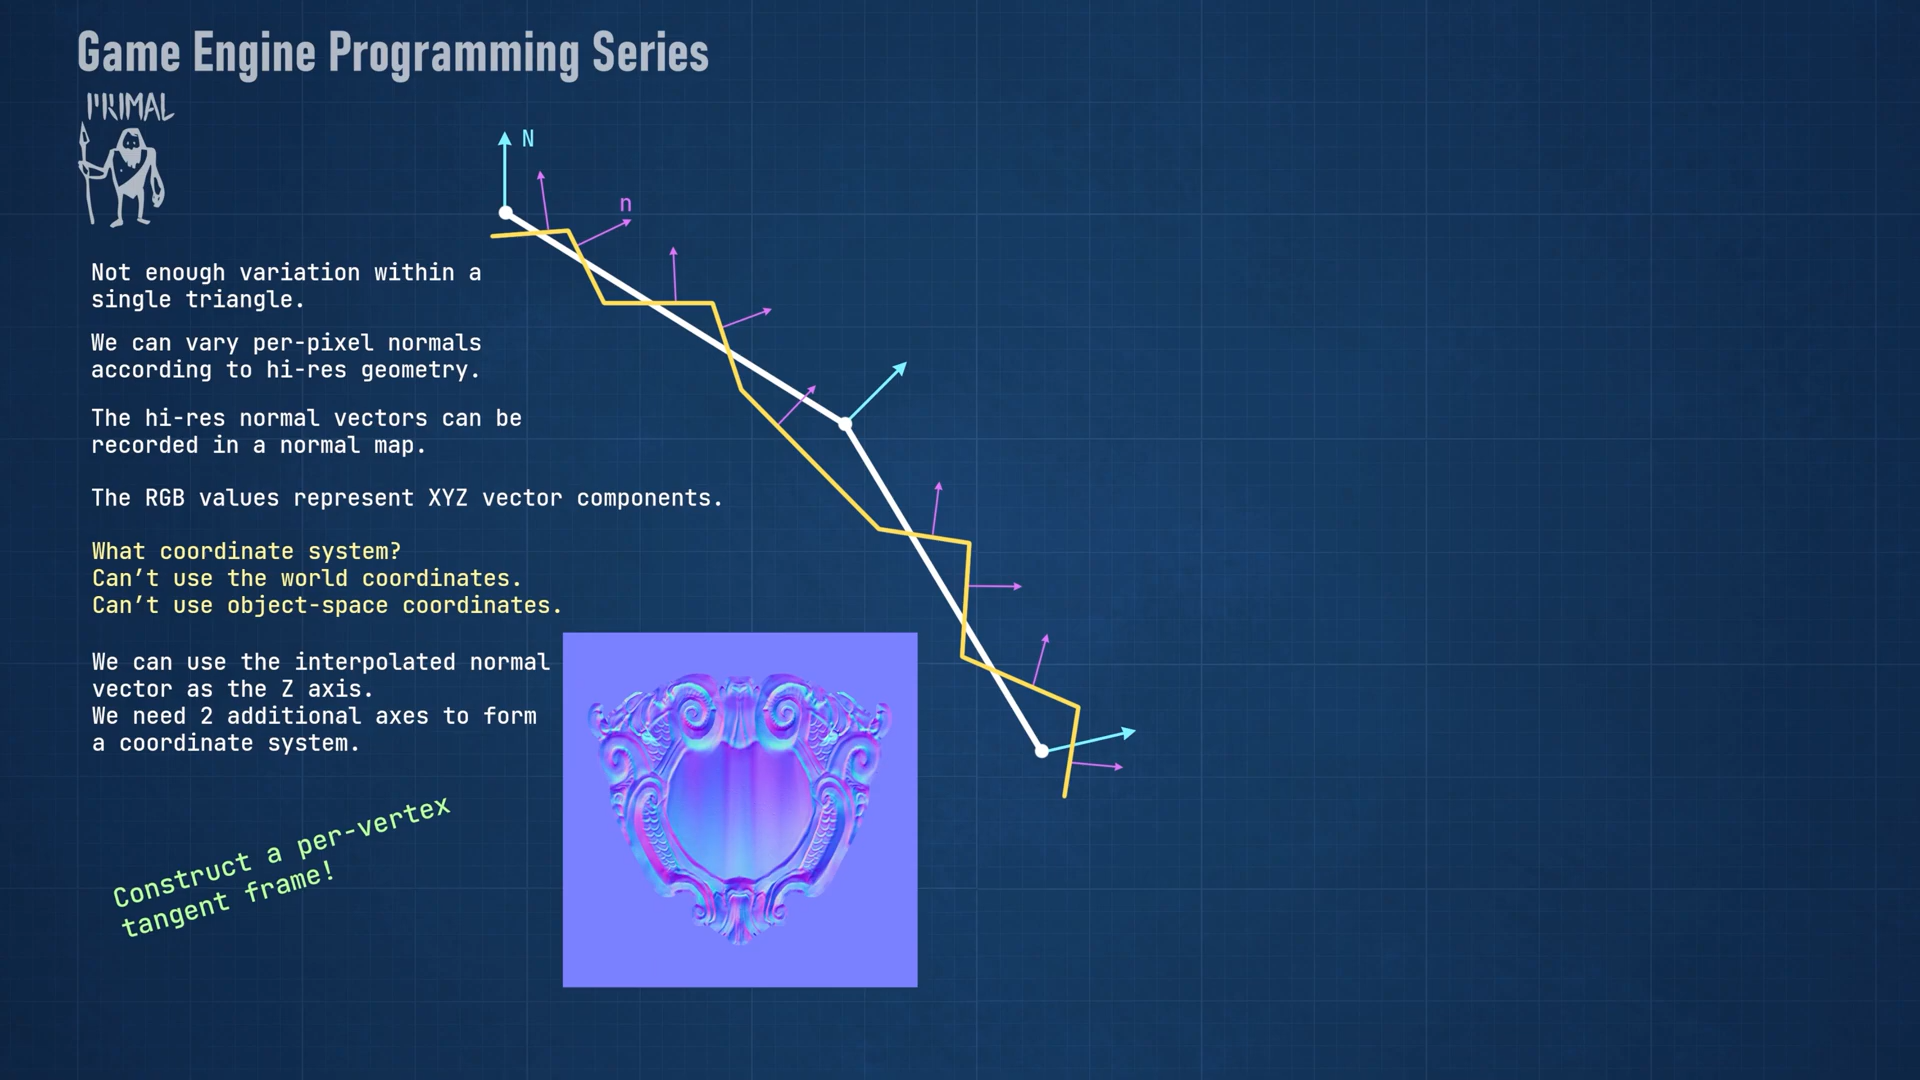 Game Engine Programming Series
PRIMAL
N
n
Not enough variation within a
single triangle.
We can vary per-pixel normals
according to hi-res geometry.
The hi-res normal vectors can be
recorded in a normal map.
The RGB values represent XYZ vector components.
What coordinate system?
Can’t use the world coordinates.
Can’t use object-space coordinates.
We can use the interpolated normal
vector as the Z axis.
We need 2 additional axes to form
a coordinate system.
Construct a per-vertex
tangent frame!